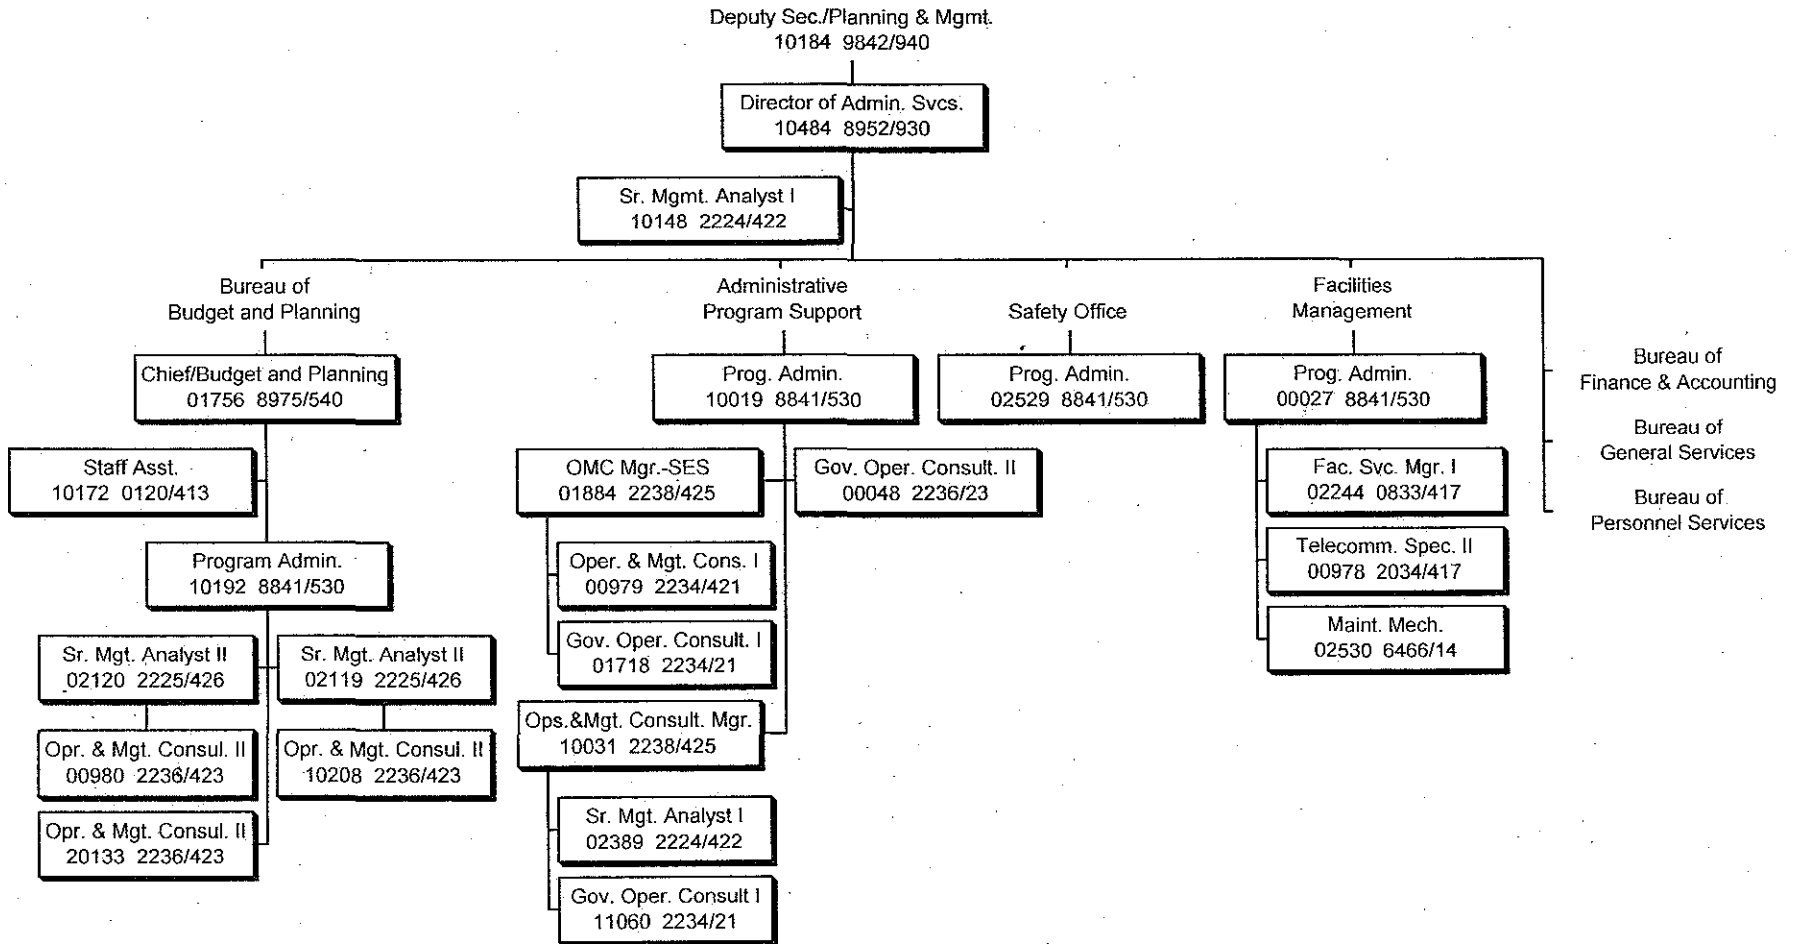 Deputy Sec./Planning & Mgmt.
10184 9842/940
Director of Admin. Svcs.
10484 8952/930
Sr. Mgmt. Analyst I
10148 2224/422
Bureau of
Budget and Planning
Chief/Budget and Planning
01756 8975/540
Staff Asst.
10172 0120/413
Program Admin.
10192 8841/530
Sr. Mgt. Analyst II
02120 2225/426
Sr. Mgt. Analyst II
02119 2225/426
Opr. & Mgt. Consul. II
00980 2236/423
Opr. & Mgt. Consul. II
10208 2236/423
Opr. & Mgt. Consul. II
20133 2236/423
Administrative
Program Support
Prog. Admin.
10019 8841/530
OMC Mgr.-SES
01884 2238/425
Gov. Oper. Consult. II
00048 2236/23
Oper. & Mgt. Cons. I
00979 2234/421
Gov. Oper. Consult. I
01718 2234/21
Ops.&Mgt. Consult. Mgr.
10031 2238/425
Sr. Mgt. Analyst I
02389 2224/422
Gov. Oper. Consult I
11060 2234/21
Safety Office
Prog. Admin.
02529 8841/530
Facilities
Management
Prog. Admin.
00027 8841/530
Fac. Svc. Mgr. I
02244 0833/417
Telecomm. Spec. II
00978 2034/417
Maint. Mech.
02530 6466/14
Bureau of
Finance & Accounting
Bureau of
General Services
Bureau of
Personnel Services